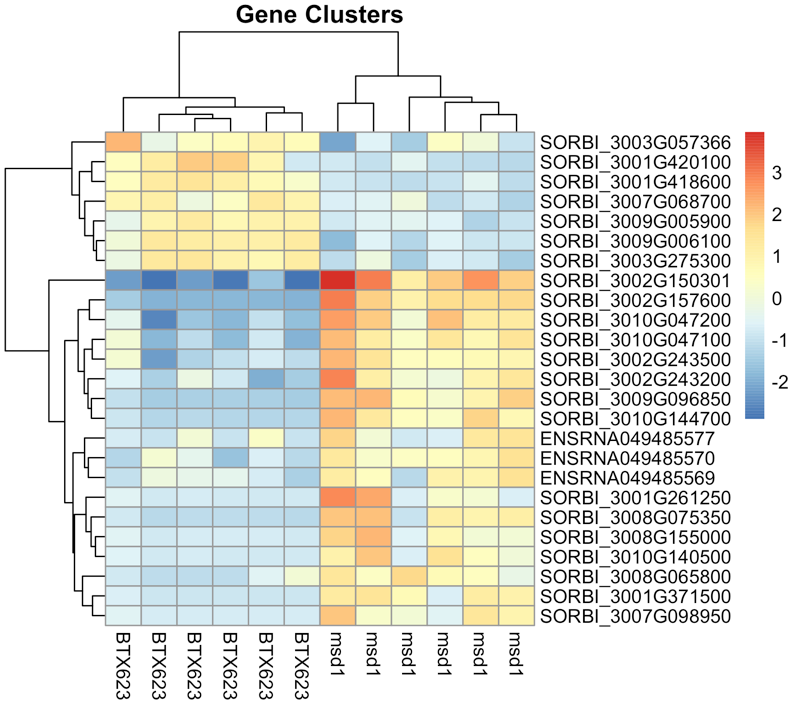 Gene Clusters
SORBI_3003G057366
SORBI_3001G420100
SORBI_3001G418600
SORBI_3007G068700
SORBI_3009G005900
SORBI_3009G006100
SORBI_3003G275300
SORBI_3002G150301
SORBI_3002G157600
SORBI_3010G047200
SORBI_3010G047100
SORBI_3002G243500
SORBI_3002G243200
SORBI_3009G096850
SORBI_3010G144700
ENSRNA049485577
ENSRNA049485570
ENSRNA049485569
SORBI_3001G261250
SORBI_3008G075350
SORBI_3008G155000
SORBI_3010G140500
SORBI_3008G065800
SORBI_3001G371500
SORBI_3007G098950
3
2
1
0
-1
-2
BTX623
BTX623
BTX623
BTX623
BTX623
BTX623
msd1
msd1
msd1
msd1
msd1
msd1